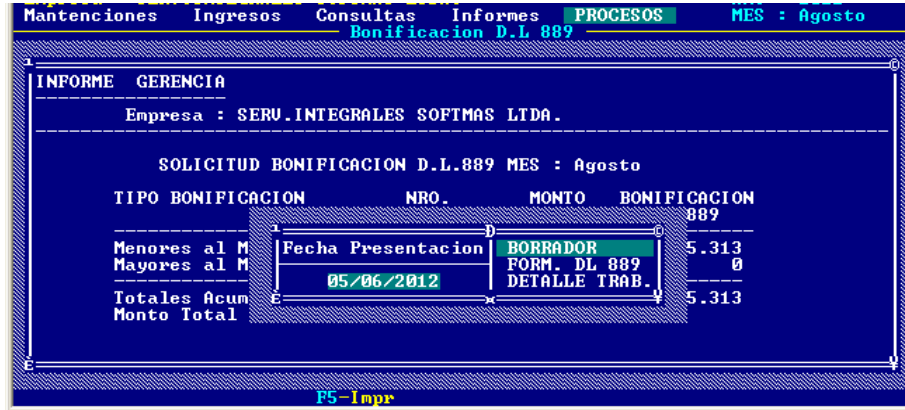 Mantenciones Ingresos Consultas Informes PROCESOS MES : Agosto
Bonificacion D.L 889
INFORME GERENCIA
Empresa : SERV.INTEGRALES SOFTMAS LTDA.
SOLICITUD BONIFICACION D.L.889 MES : Agosto
TIPO BONIFICACION NRO. MONTO BONIFICACION
889
Menores al M Fecha Presentacion BORRADOR 5.313
Mayores al M FORM. DL 889 0
05/06/2012 DETALLE TRAB.
Totales Acum 5.313
Monto Total
F5-Impr